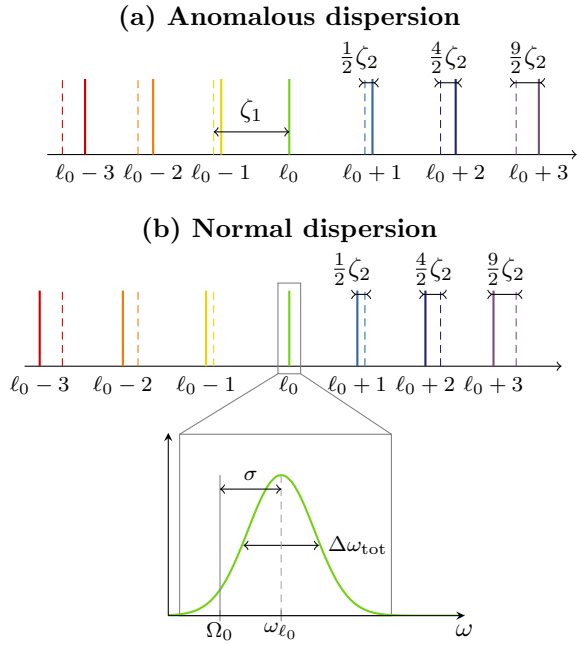 (a) Anomalous dispersion
½ζ₂ 4/2ζ₂ 9/2ζ₂
ζ₁
ℓ₀ − 3 ℓ₀ − 2 ℓ₀ − 1 ℓ₀ ℓ₀ + 1 ℓ₀ + 2 ℓ₀ + 3
(b) Normal dispersion
½ζ₂ 4/2ζ₂ 9/2ζ₂
ℓ₀ − 3 ℓ₀ − 2 ℓ₀ − 1 ℓ₀ ℓ₀ + 1 ℓ₀ + 2 ℓ₀ + 3
σ
Δω_tot
Ω₀ ω_ℓ₀ ω